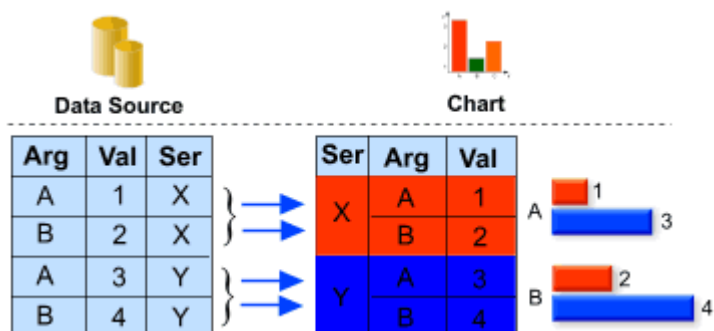 Data Source
Chart
Arg Val Ser
A 1 X
B 2 X
A 3 Y
B 4 Y
Ser Arg Val
X
A 1
B 2
Y
A 3
B 4
A
1
3
B
2
4